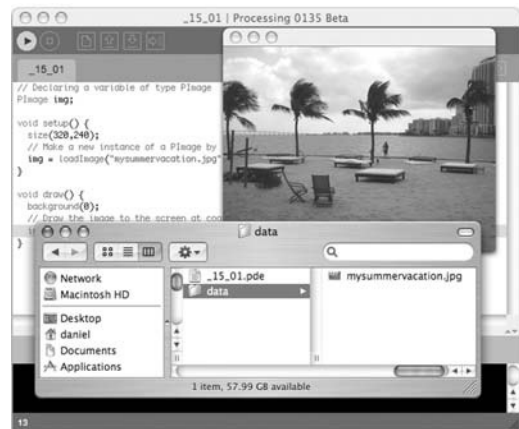 _15_01 | Processing 0135 Beta
_15_01
// Declaring a variable of type PImage
PImage img;
void setup() {
size(320,240);
// Make a new instance of a PImage by
img = loadImage("mysummervacation.jpg"
}
void draw() {
background(0);
// Draw the image to the screen at coo
}
data
Network
Macintosh HD
Desktop
daniel
Documents
Applications
_15_01.pde
data
mysummervacation.jpg
1 item, 57.99 GB available
13